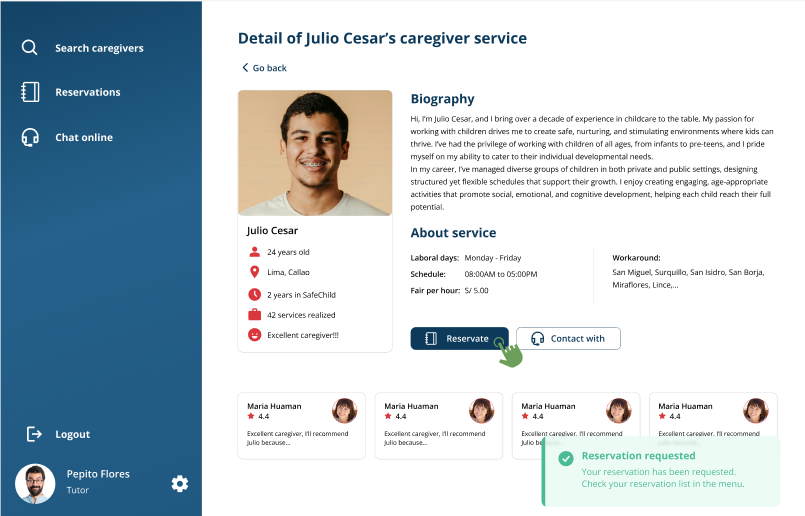 Search caregivers
Reservations
Chat online
Logout
Pepito Flores
Tutor
Detail of Julio Cesar’s caregiver service
Go back
Julio Cesar
24 years old
Lima, Callao
2 years in SafeChild
42 services realized
Excellent caregiver!!!
Biography
Hi, I’m Julio Cesar, and I bring over a decade of experience in childcare to the table. My passion for
working with children drives me to create safe, nurturing, and stimulating environments where kids can
thrive. I’ve had the privilege of working with children of all ages, from infants to pre-teens, and I pride
myself on my ability to cater to their individual developmental needs.
In my career, I’ve managed diverse groups of children in both private and public settings, designing
structured yet flexible schedules that support their growth. I enjoy creating engaging, age-appropriate
activities that promote social, emotional, and cognitive development, helping each child reach their full
potential.
About service
Laboral days: Monday - Friday
Schedule: 08:00AM to 05:00PM
Fair per hour: S/ 5.00
Workaround:
San Miguel, Surquillo, San Isidro, San Borja,
Miraflores, Lince,...
Reservate
Contact with
Maria Huaman
4.4
Excellent caregiver, I’ll recommend
Julio because...
Maria Huaman
4.4
Excellent caregiver, I’ll recommend
Julio because...
Maria Huaman
4.4
Excellent caregiver, I’ll recommend
Julio be
Maria Huaman
4.4
Excellent caregiver, I’ll recommend
Reservation requested
Your reservation has been requested.
Check your reservation list in the menu.